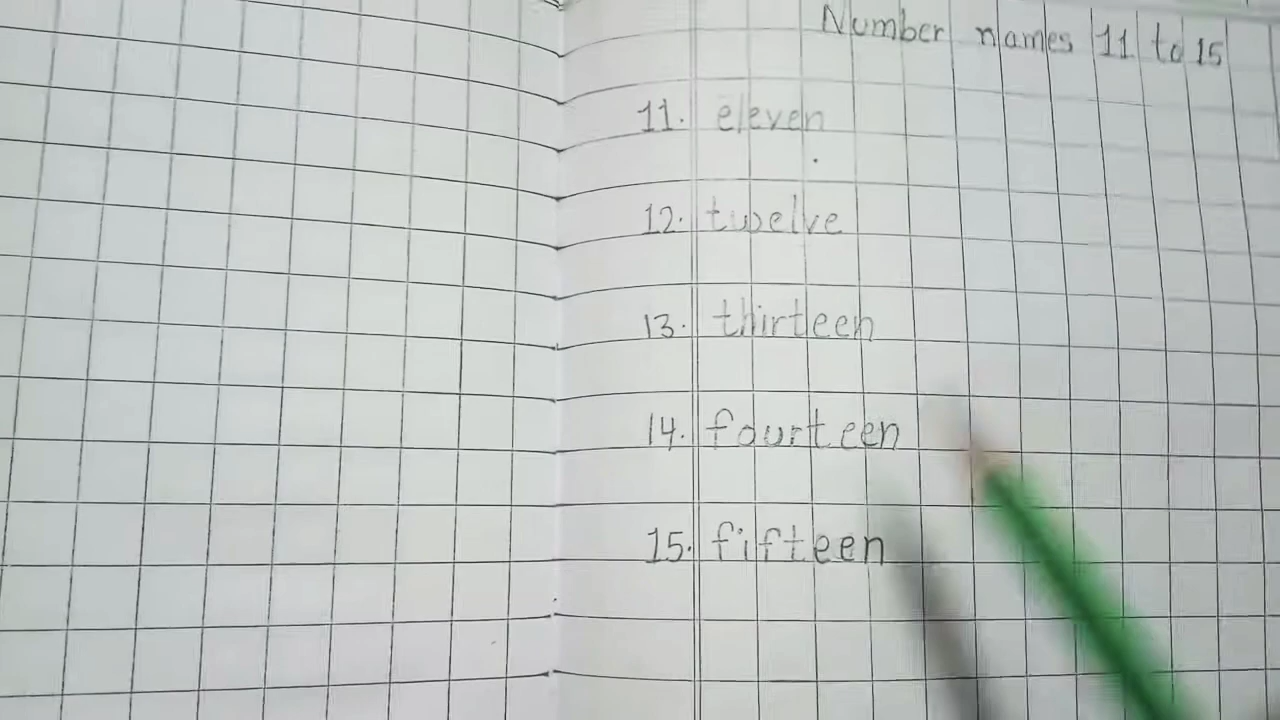 Number names 11 to 15
11. eleven
12. twelve
13. thirteen
14. fourteen
15. fifteen